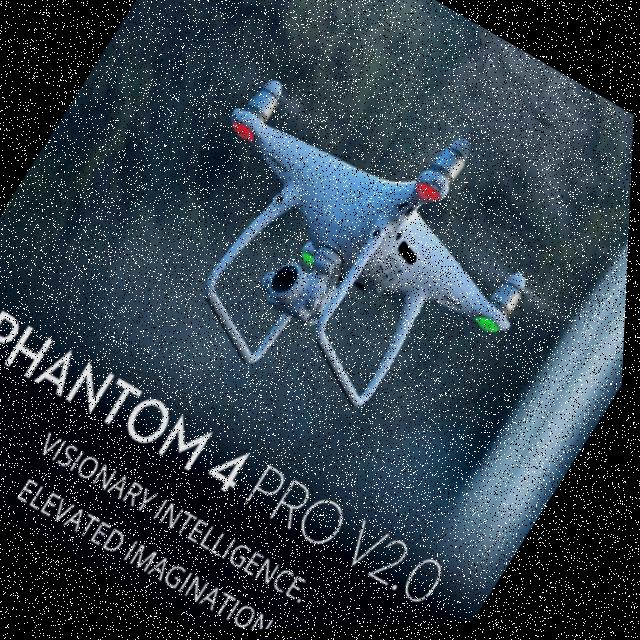 PHANTOM 4 PRO V2.0
VISIONARY INTELLIGENCE
ELEVATED IMAGINATION